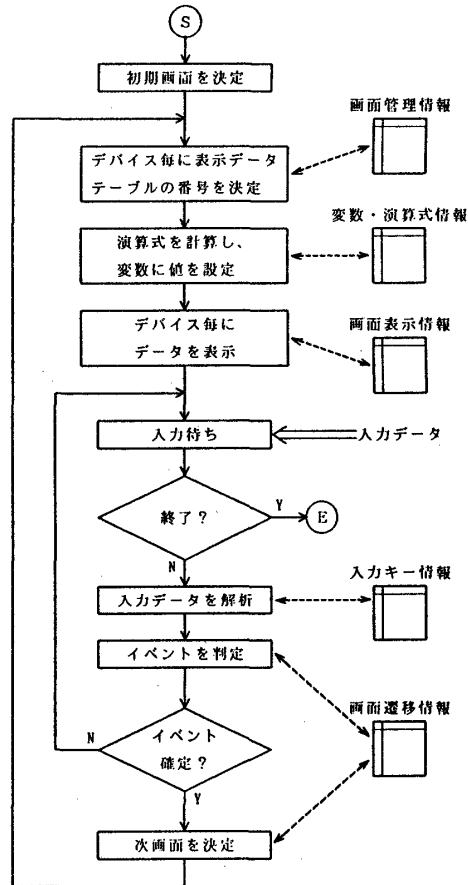 S
初期画面を決定
画面管理情報
デバイス毎に表示データ
テーブルの番号を決定
変数・演算式情報
演算式を計算し、
変数に値を設定
画面表示情報
デバイス毎に
データを表示
入力待ち
入力データ
終了?
Y
E
N
入力キー情報
入力データを解析
イベントを判定
画面遷移情報
N
イベント
確定?
Y
次画面を決定